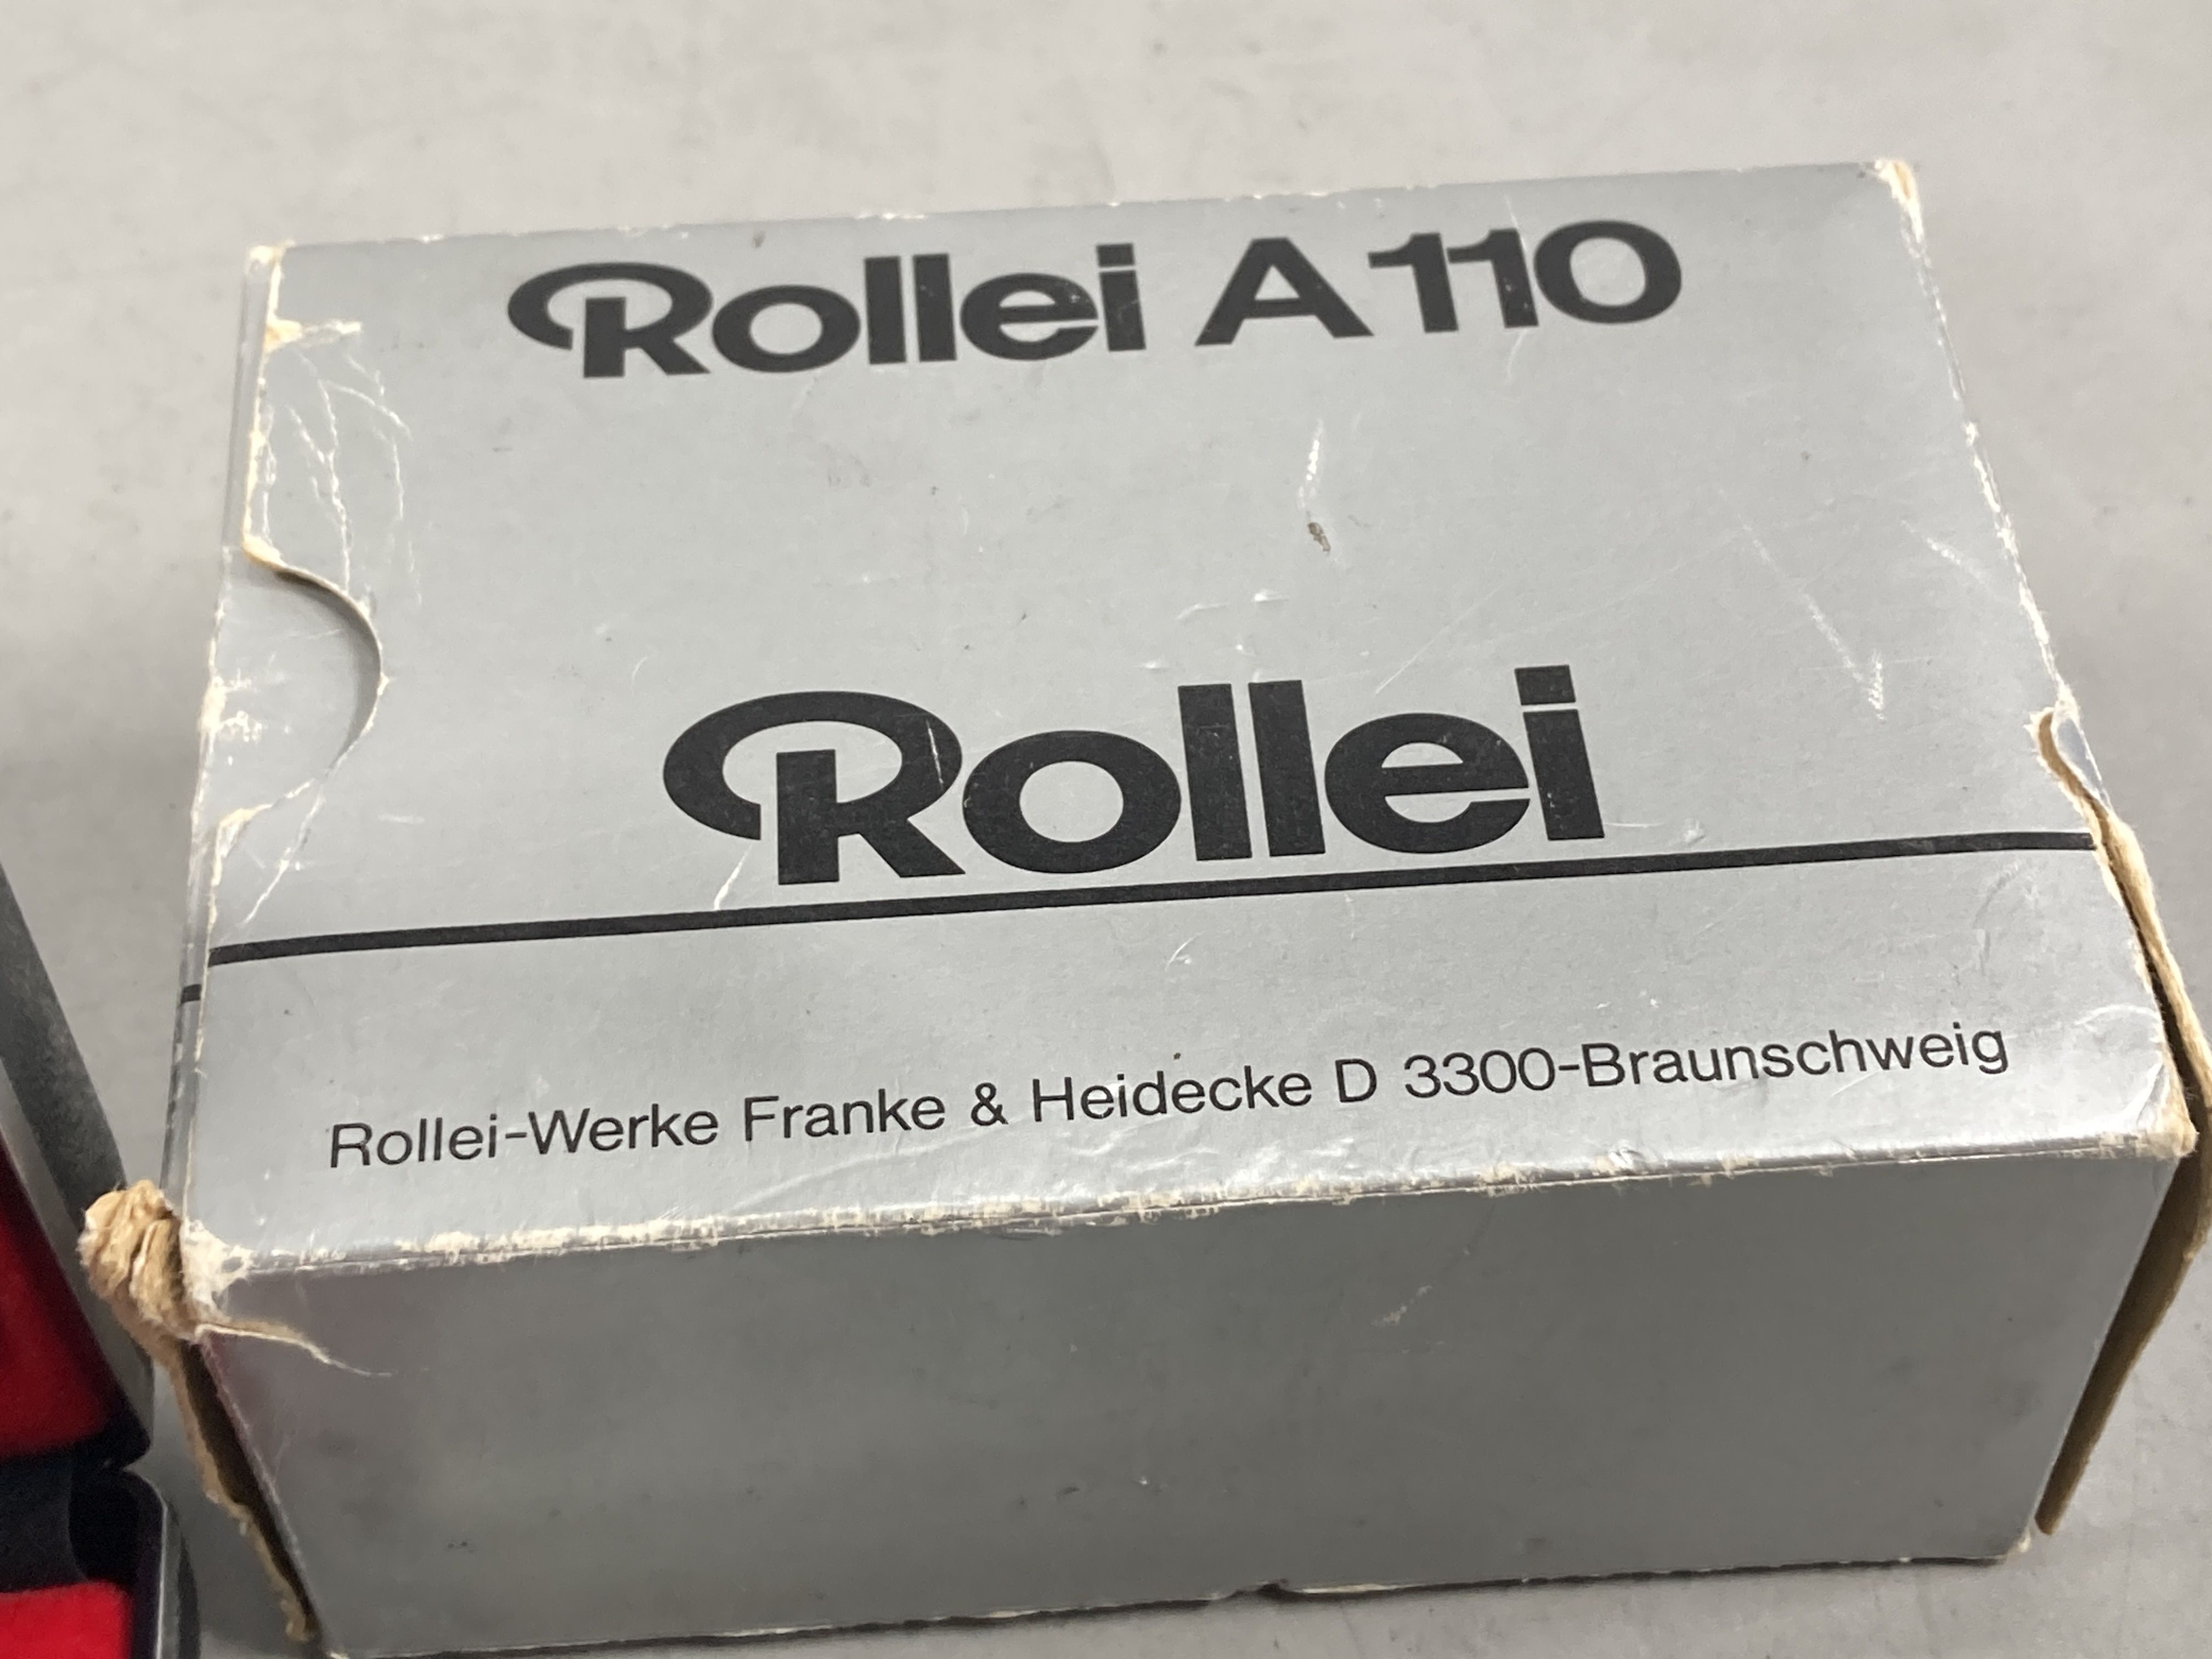 Rollei A110
Rollei
Rollei-Werke Franke & Heidecke D 3300-Braunschweig